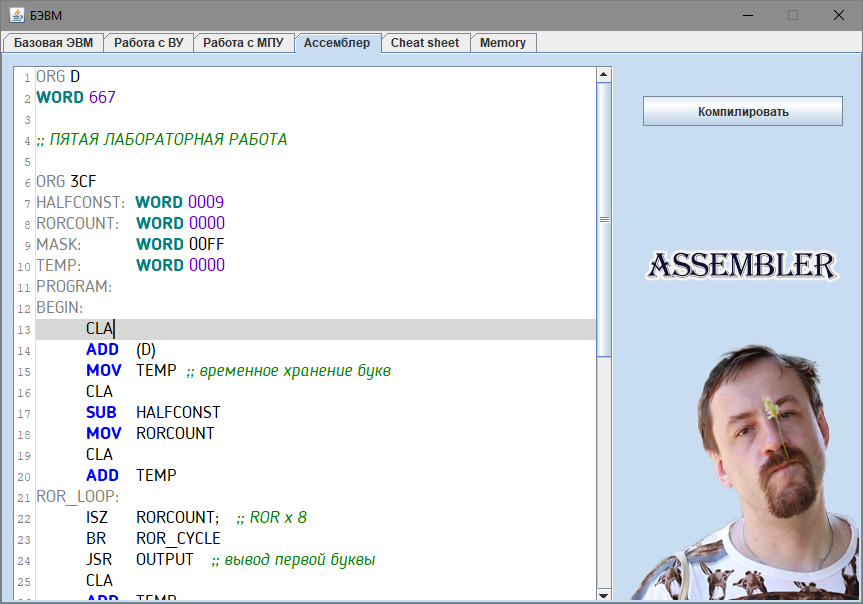 БЭВМ
Базовая ЭВМ Работа с ВУ Работа с МПУ Ассемблер Cheat sheet Memory
1 ORG D
2 WORD 667
3
4 ;; ПЯТАЯ ЛАБОРАТОРНАЯ РАБОТА
5
6 ORG 3CF
7 HALFCONST: WORD 0009
8 RORCOUNT: WORD 0000
9 MASK: WORD 00FF
10 TEMP: WORD 0000
11 PROGRAM:
12 BEGIN:
13 CLA
14 ADD (D)
15 MOV TEMP ;; временное хранение букв
16 CLA
17 SUB HALFCONST
18 MOV RORCOUNT
19 CLA
20 ADD TEMP
21 ROR_LOOP:
22 ISZ RORCOUNT; ;; ROR x 8
23 BR ROR_CYCLE
24 JSR OUTPUT ;; вывод первой буквы
25 CLA
ADD TEMP
Компилировать
ASSEMBLER